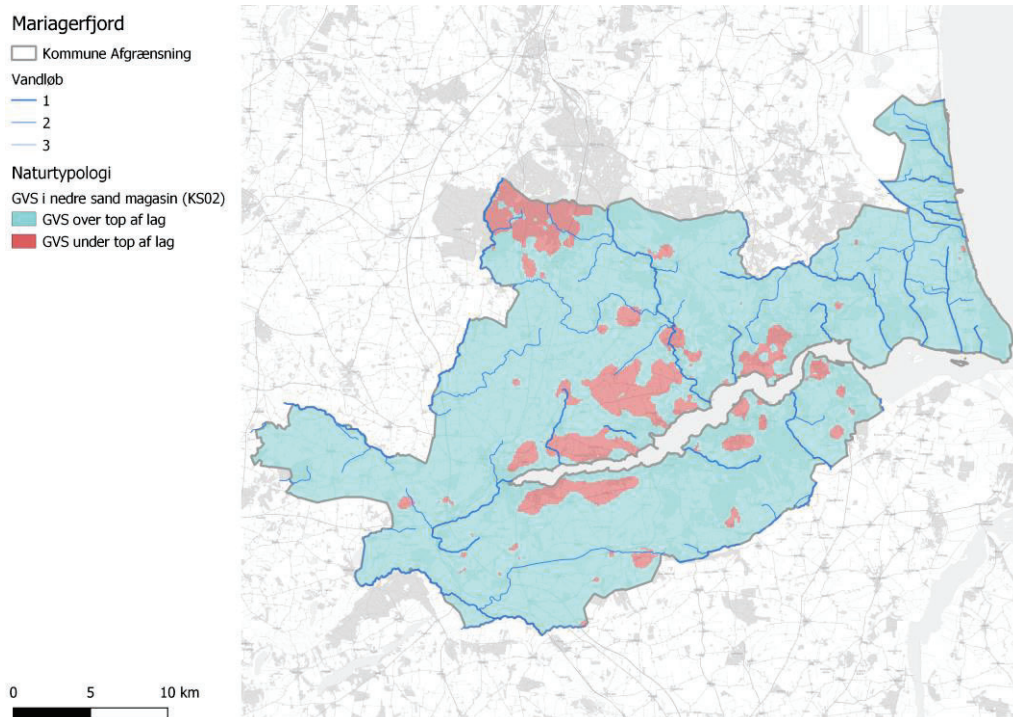 Mariagerfjord
Kommune Afgrænsning
Vandløb
1
2
3
Naturtypologi
GVS i nedre sand magasin (KS02)
GVS over top af lag
GVS under top af lag
0 5 10 km